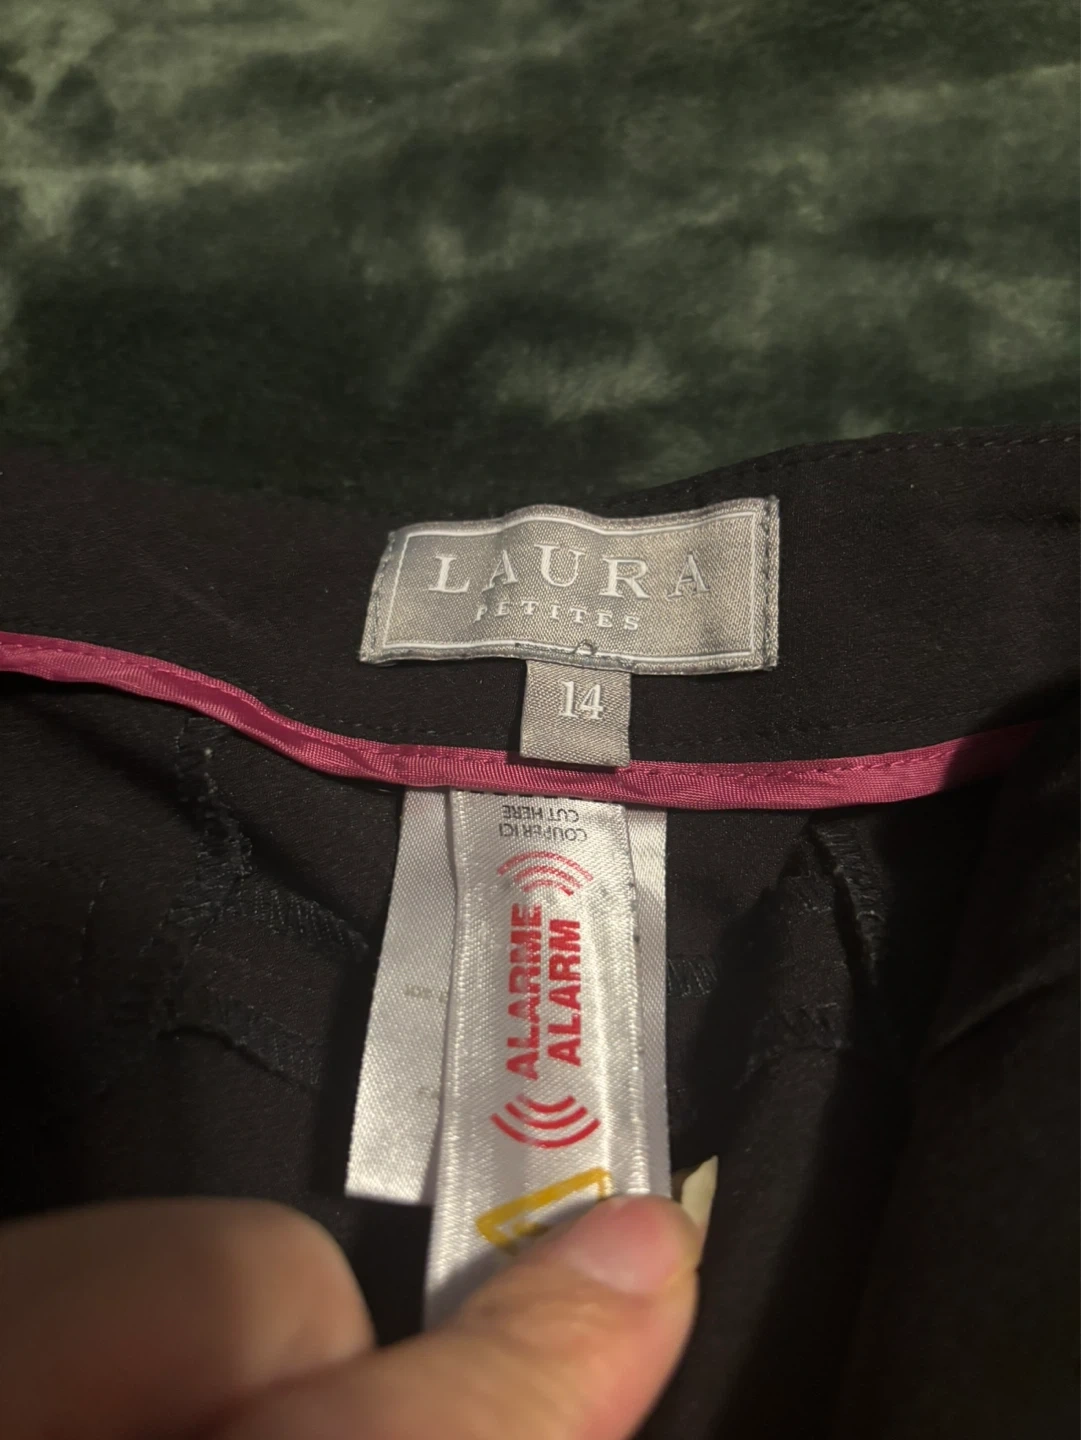 LAURA
PETITES
14
COUPER ICI
CUT HERE
ALARME
ALARM